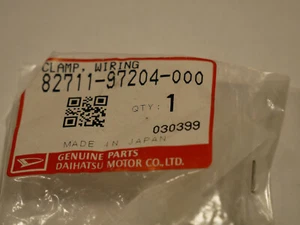 CLAMP. WIRING
82711-97204-000
QTY: 1
030399
MADE IN JAPAN
GENUINE PARTS
DAIHATSU MOTOR CO., LTD.